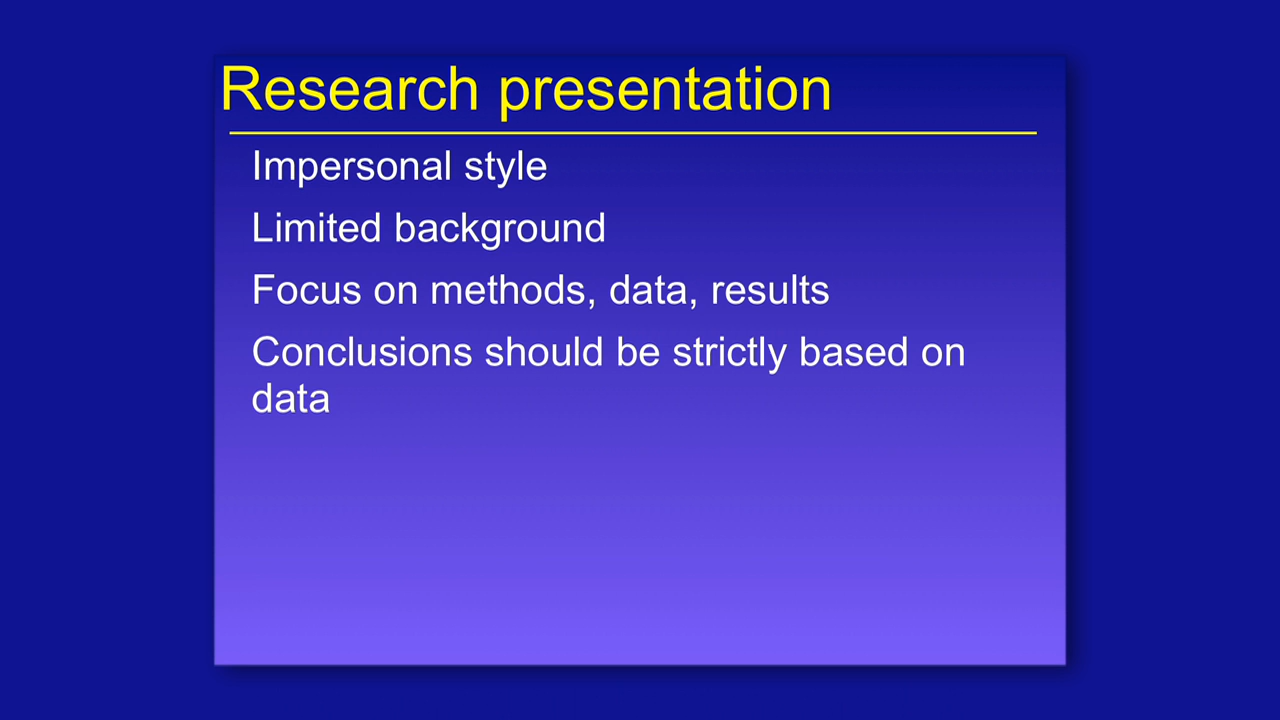 Research presentation
Impersonal style
Limited background
Focus on methods, data, results
Conclusions should be strictly based on
data